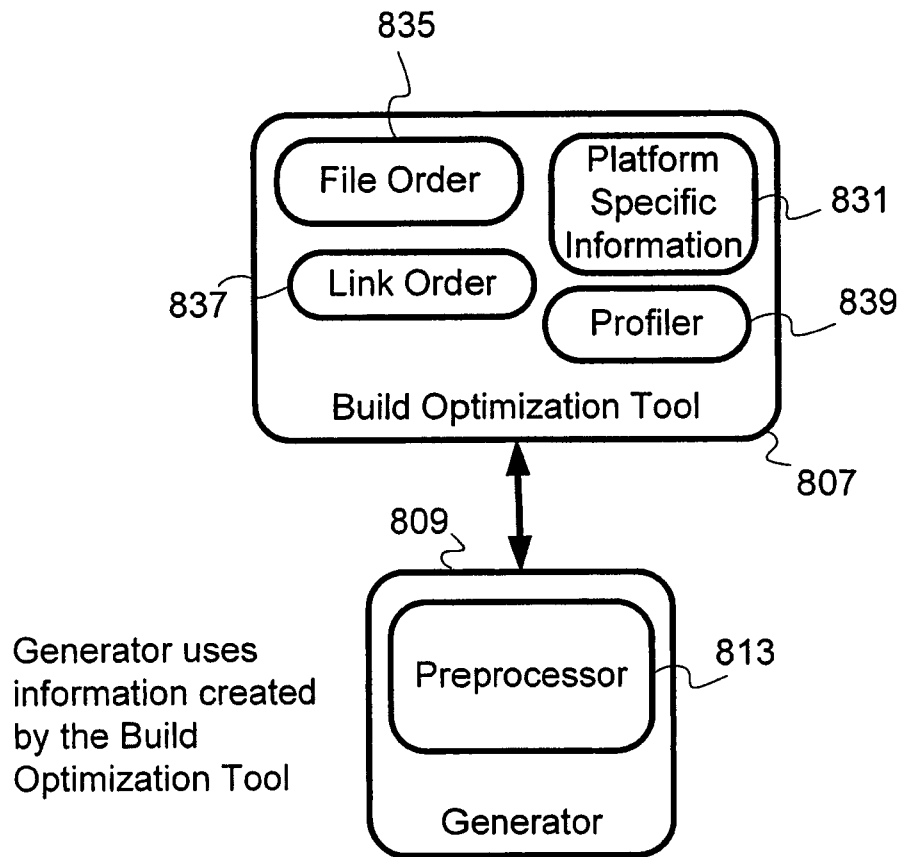 835
File Order
Platform
Specific
Information
831
837
Link Order
Profiler
839
Build Optimization Tool
807
809
Preprocessor
813
Generator uses
information created
by the Build
Optimization Tool
Generator